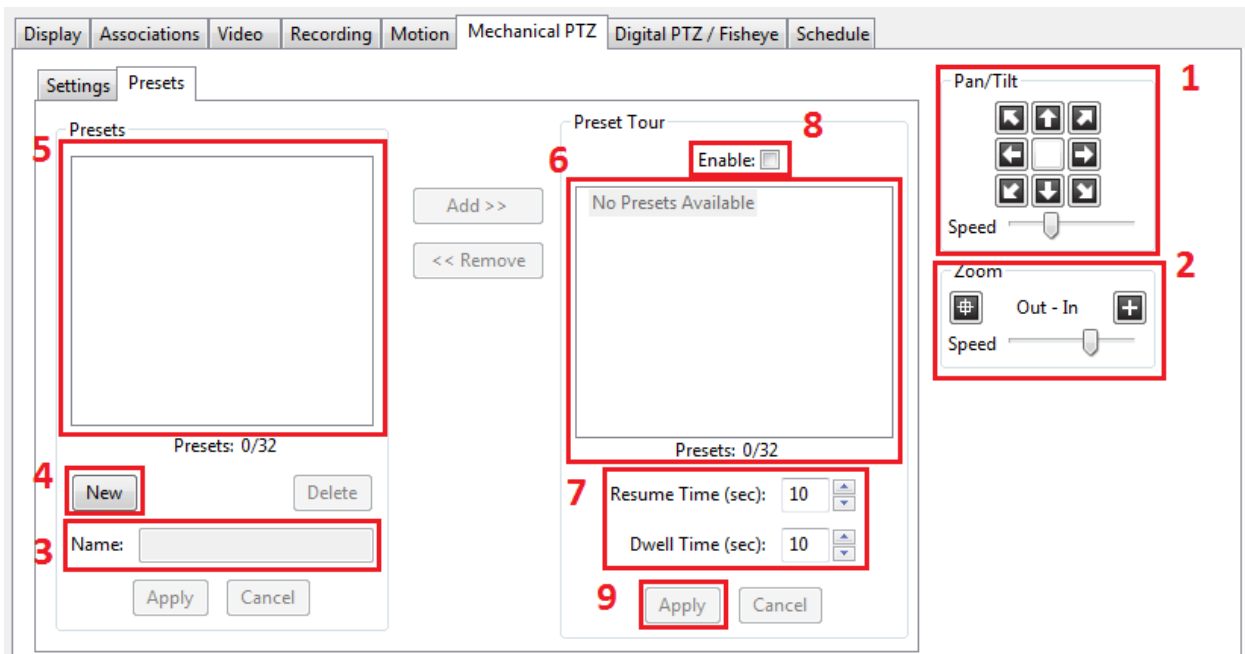 Display Associations Video Recording Motion Mechanical PTZ Digital PTZ / Fisheye Schedule
Settings Presets
Presets
5
Presets: 0/32
4
New Delete
3
Name:
Apply Cancel
Add >>
<< Remove
Preset Tour
8
Enable:
6
No Presets Available
Presets: 0/32
7
Resume Time (sec): 10
Dwell Time (sec): 10
9
Apply Cancel
Pan/Tilt
1
Speed
Zoom
2
Out - In
Speed